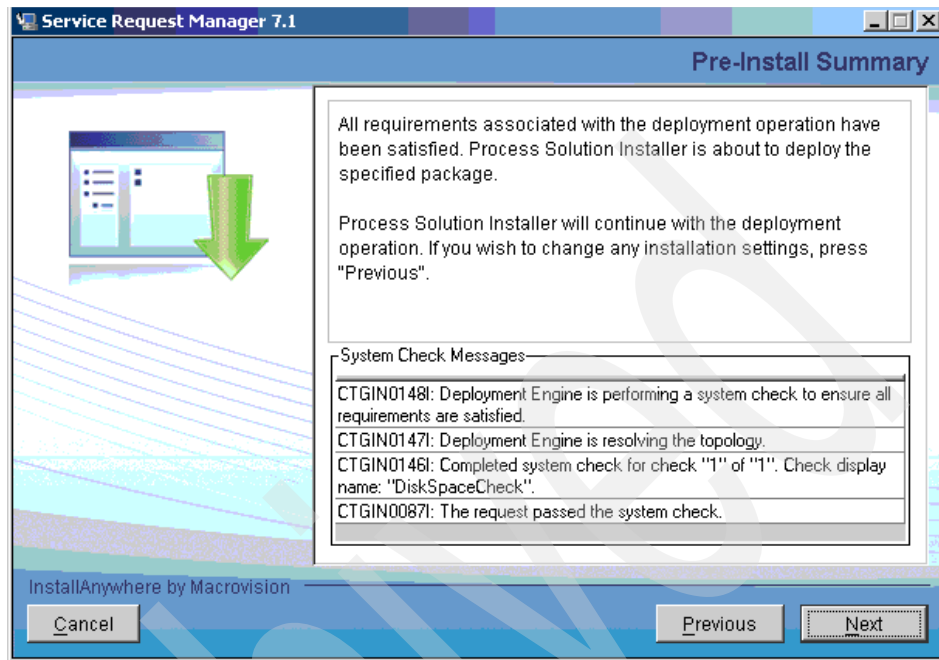 Service Request Manager 7.1
Pre-Install Summary
All requirements associated with the deployment operation have
been satisfied. Process Solution Installer is about to deploy the
specified package.
Process Solution Installer will continue with the deployment
operation. If you wish to change any installation settings, press
"Previous".
System Check Messages
CTGIN0148I: Deployment Engine is performing a system check to ensure all
requirements are satisfied.
CTGIN0147I: Deployment Engine is resolving the topology.
CTGIN0146I: Completed system check for check "1" of "1". Check display
name: "DiskSpaceCheck".
CTGIN0087I: The request passed the system check.
InstallAnywhere by Macrovision
Cancel
Previous
Next